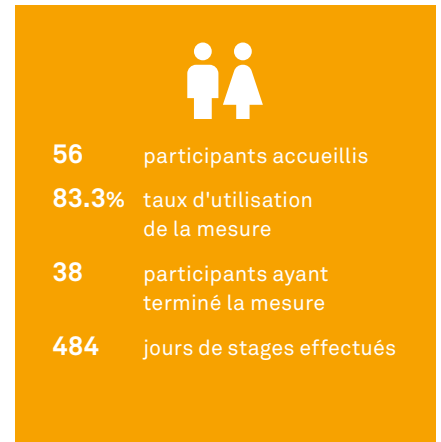 56 participants accueillis
83.3% taux d'utilisation
de la mesure
38 participants ayant
terminé la mesure
484 jours de stages effectués